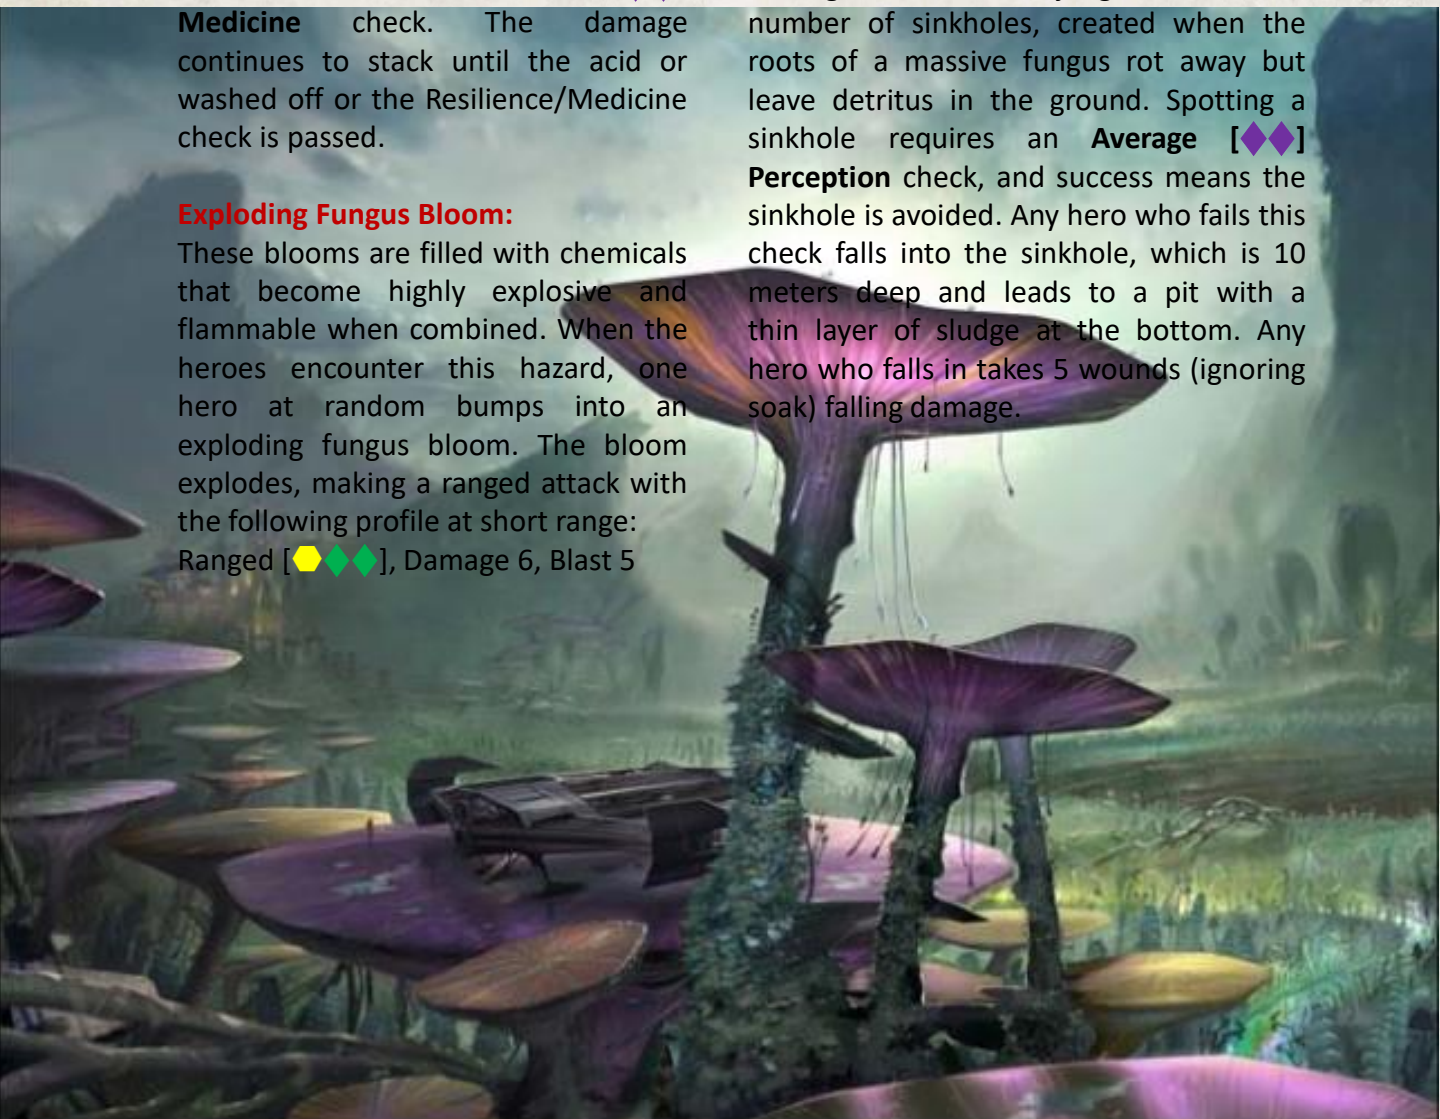 Medicine check. The damage
continues to stack until the acid or
washed off or the Resilience/Medicine
check is passed.
Exploding Fungus Bloom:
These blooms are filled with chemicals
that become highly explosive and
flammable when combined. When the
heroes encounter this hazard, one
hero at random bumps into an
exploding fungus bloom. The bloom
explodes, making a ranged attack with
the following profile at short range:
Ranged [⬣♦♦], Damage 6, Blast 5
number of sinkholes, created when the
roots of a massive fungus rot away but
leave detritus in the ground. Spotting a
sinkhole requires an Average [♦♦]
Perception check, and success means the
sinkhole is avoided. Any hero who fails this
check falls into the sinkhole, which is 10
meters deep and leads to a pit with a
thin layer of sludge at the bottom. Any
hero who falls in takes 5 wounds (ignoring
soak) falling damage.